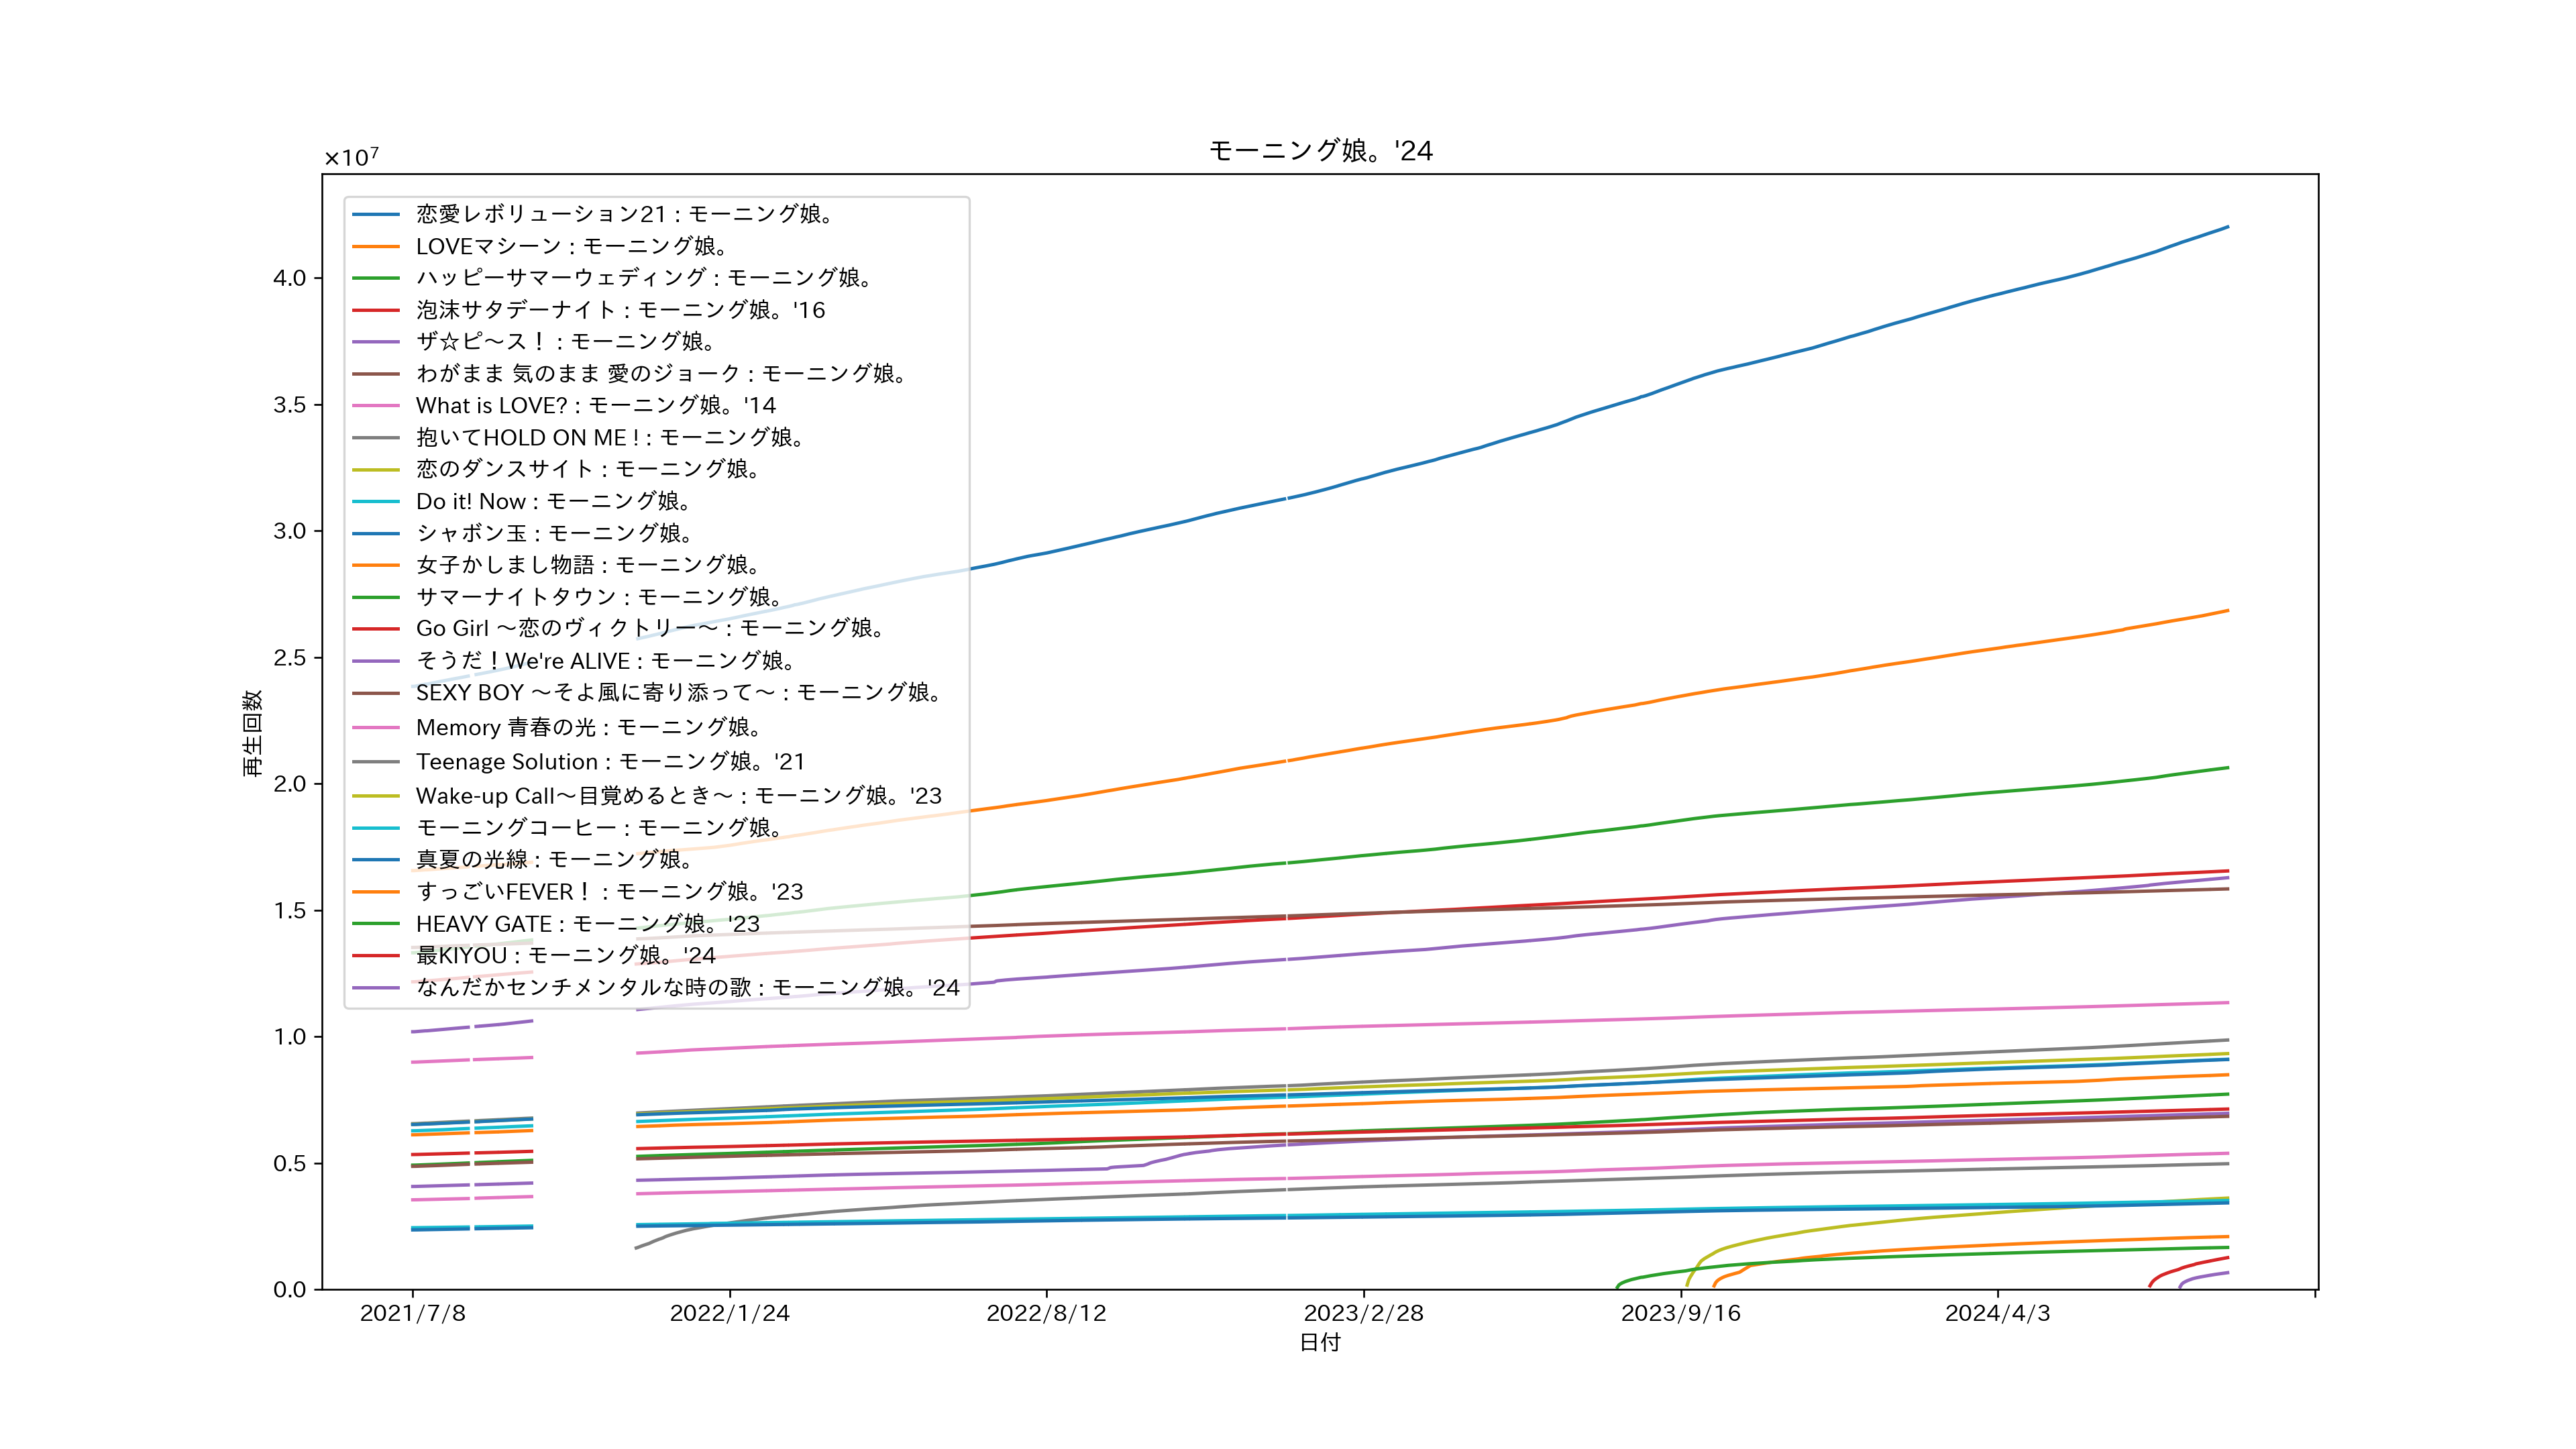 モーニング娘。'24
×10⁷
恋愛レボリューション21 : モーニング娘。
LOVEマシーン : モーニング娘。
ハッピーサマーウェディング : モーニング娘。
泡沫サタデーナイト : モーニング娘。'16
ザ☆ピ〜ス！ : モーニング娘。
わがまま 気のまま 愛のジョーク : モーニング娘。
What is LOVE? : モーニング娘。'14
抱いてHOLD ON ME ! : モーニング娘。
恋のダンスサイト : モーニング娘。
Do it! Now : モーニング娘。
シャボン玉 : モーニング娘。
女子かしまし物語 : モーニング娘。
サマーナイトタウン : モーニング娘。
Go Girl 〜恋のヴィクトリー〜 : モーニング娘。
そうだ！We're ALIVE : モーニング娘。
SEXY BOY 〜そよ風に寄り添って〜 : モーニング娘。
Memory 青春の光 : モーニング娘。
Teenage Solution : モーニング娘。'21
Wake-up Call〜目覚めるとき〜 : モーニング娘。'23
モーニングコーヒー : モーニング娘。
真夏の光線 : モーニング娘。
すっごいFEVER！ : モーニング娘。'23
HEAVY GATE : モーニング娘。'23
最KIYOU : モーニング娘。'24
なんだかセンチメンタルな時の歌 : モーニング娘。'24
4.0
3.5
3.0
2.5
2.0
1.5
1.0
0.5
0.0
再生回数
2021/7/8
2022/1/24
2022/8/12
2023/2/28
2023/9/16
2024/4/3
日付